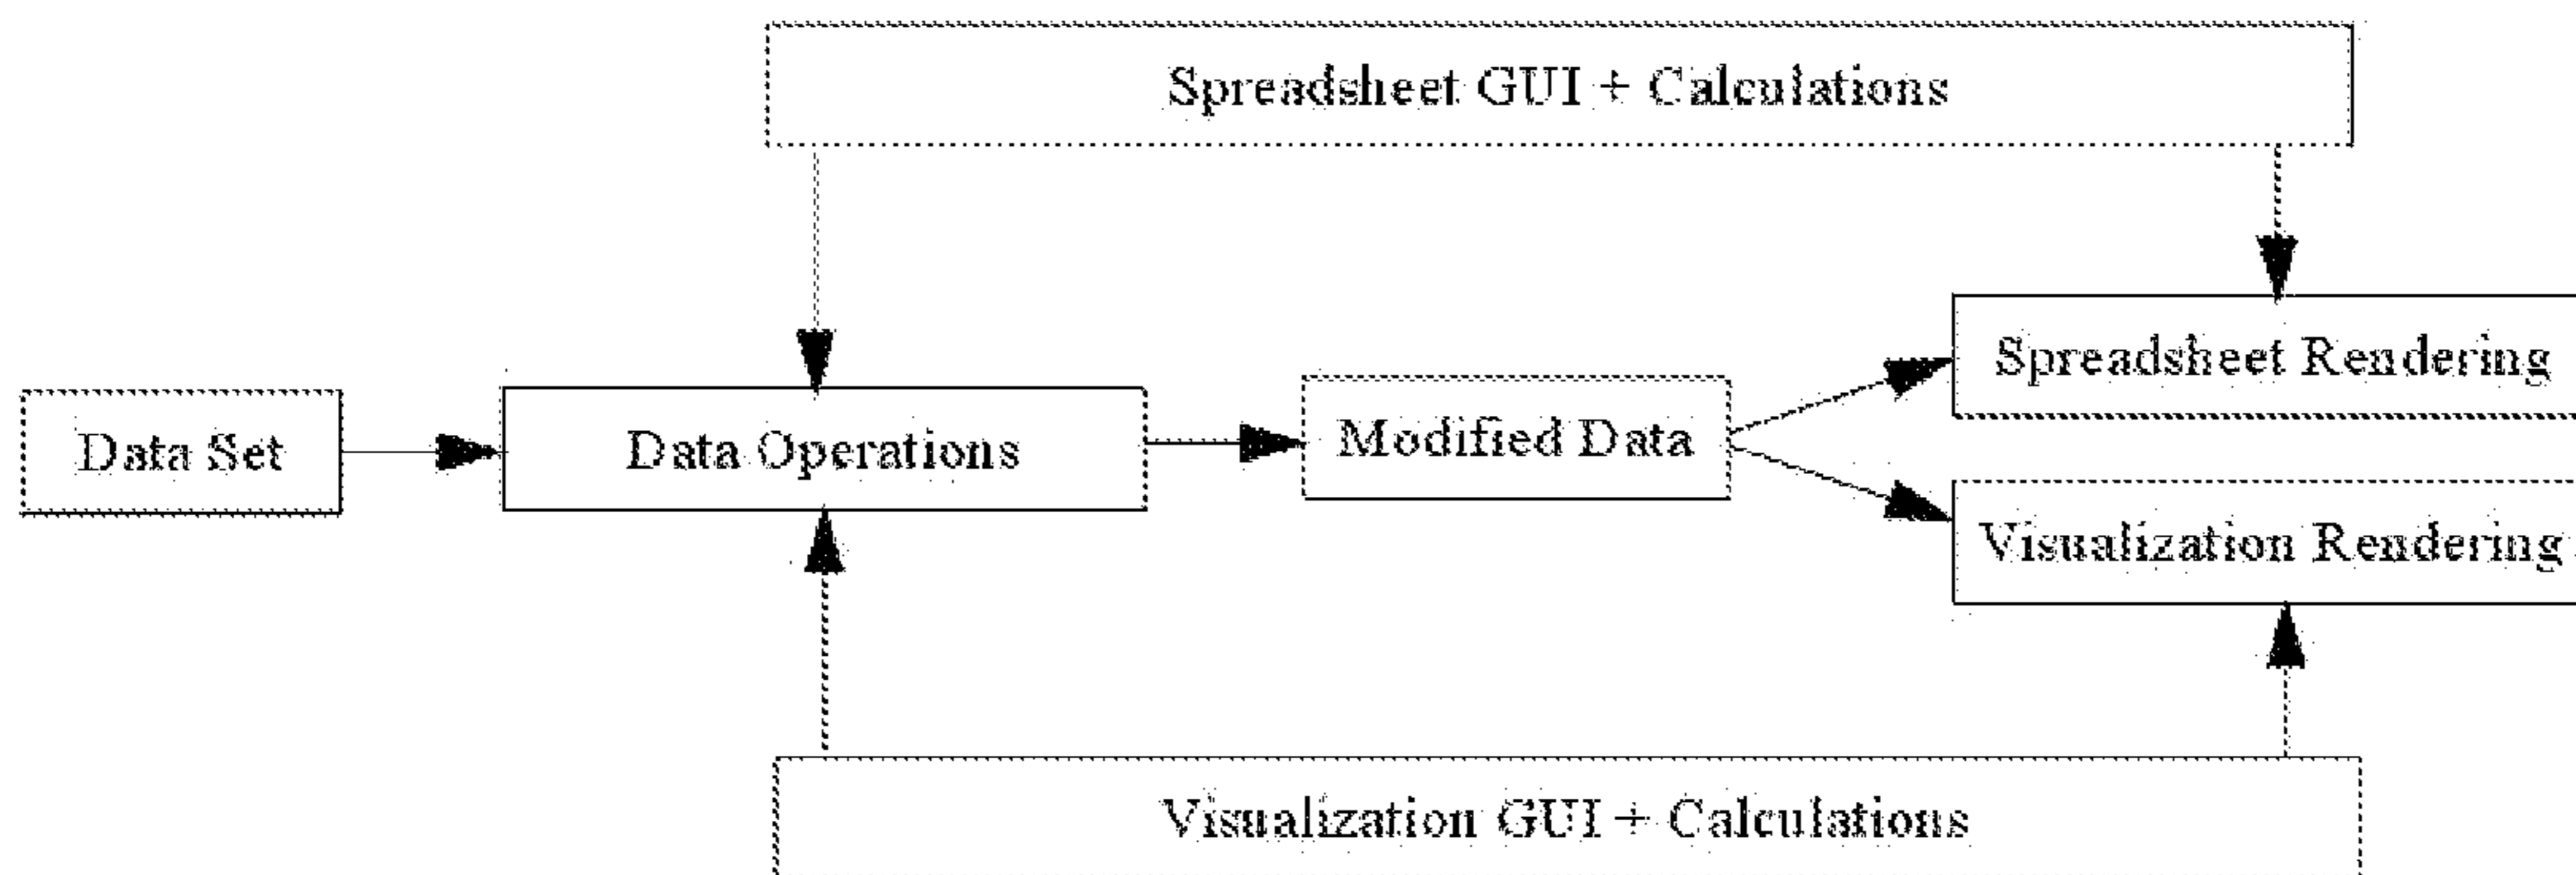 Spreadsheet GUI + Calculations
Data Set
Data Operations
Modified Data
Spreadsheet Rendering
Visualization Rendering
Visualization GUI + Calculations